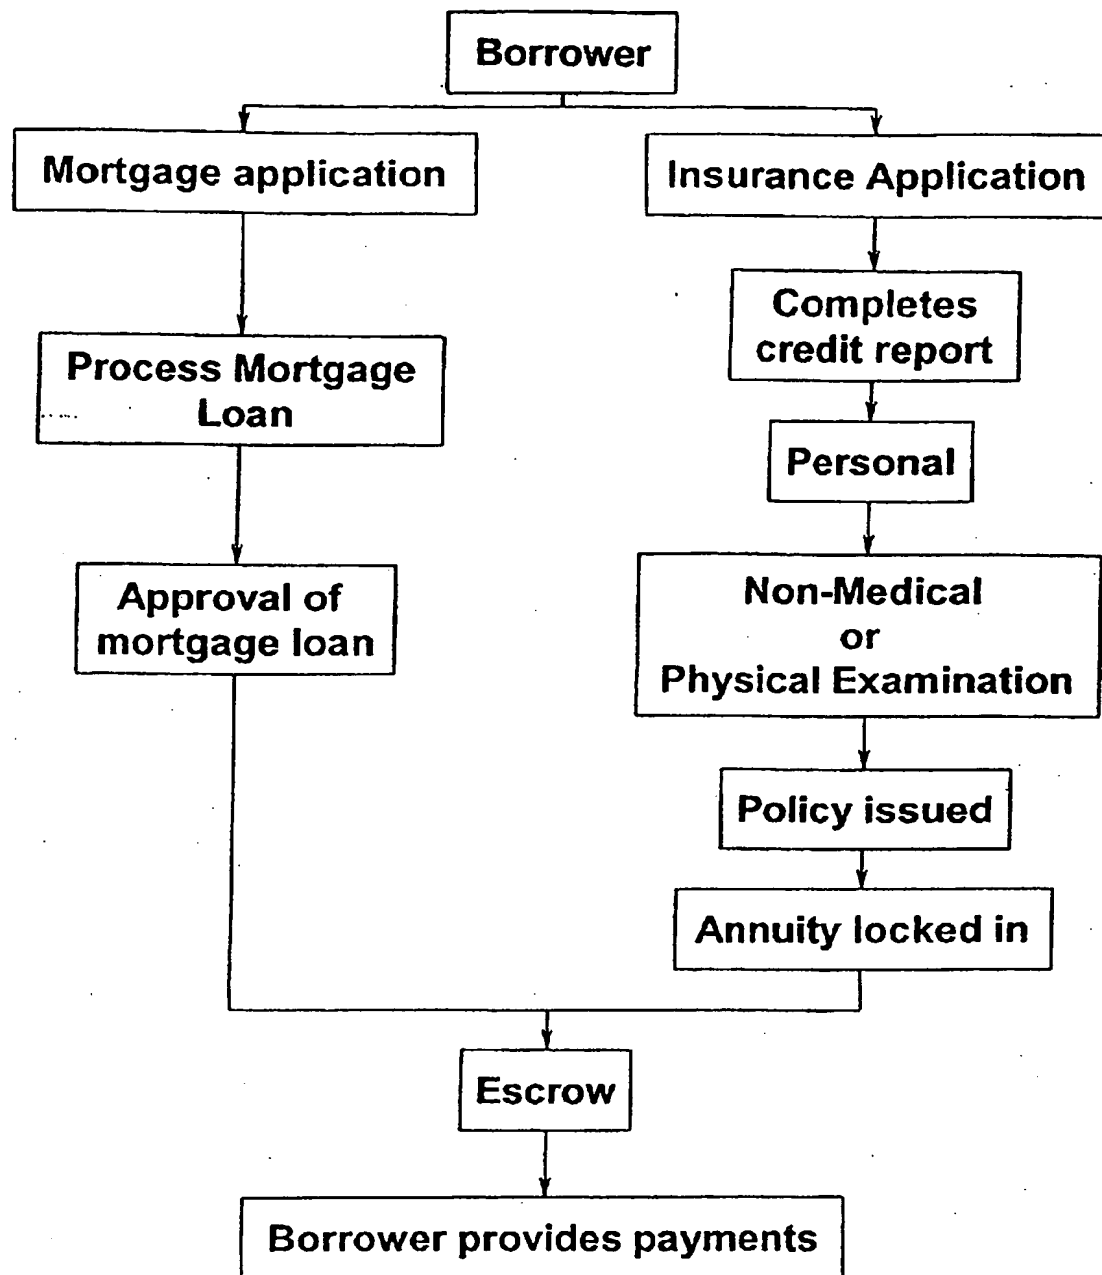 Borrower
Mortgage application
Insurance Application
Completes
credit report
Process Mortgage
Loan
Personal
Approval of
mortgage loan
Non-Medical
or
Physical Examination
Policy issued
Annuity locked in
Escrow
Borrower provides payments